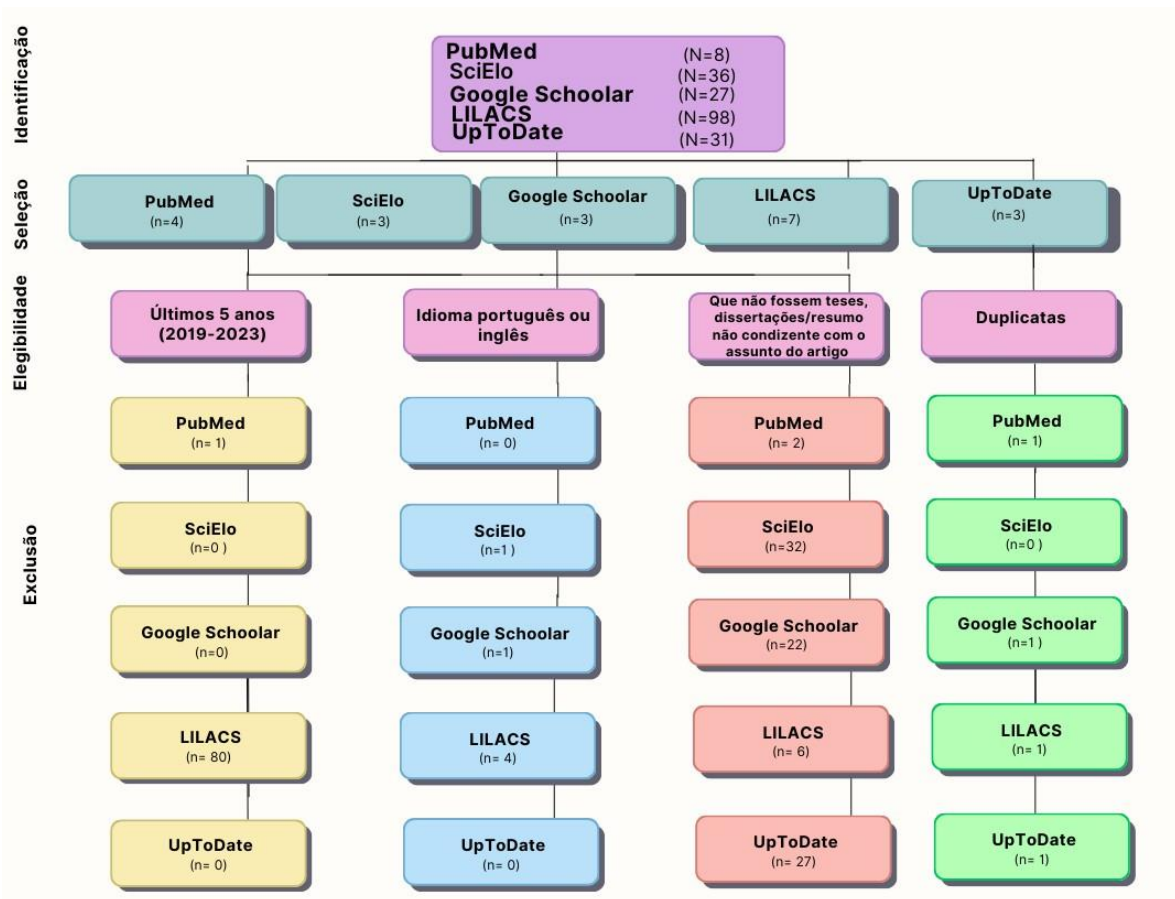 Identificação
PubMed (N=8)
SciElo (N=36)
Google Schoolar (N=27)
LILACS (N=98)
UpToDate (N=31)
Seleção
PubMed
(n=4)
SciElo
(n=3)
Google Schoolar
(n=3)
LILACS
(n=7)
UpToDate
(n=3)
Elegibilidade
Últimos 5 anos
(2019-2023)
Idioma português ou
inglês
Que não fossem teses,
dissertações/resumo
não condizente com o
assunto do artigo
Duplicatas
Exclusão
PubMed
(n= 1)
PubMed
(n= 0)
PubMed
(n= 2)
PubMed
(n= 1)
SciElo
(n=0 )
SciElo
(n=1 )
SciElo
(n=32)
SciElo
(n=0 )
Google Schoolar
(n=0)
Google Schoolar
(n=1)
Google Schoolar
(n=22)
Google Schoolar
(n=1 )
LILACS
(n= 80)
LILACS
(n= 4)
LILACS
(n= 6)
LILACS
(n= 1)
UpToDate
(n= 0)
UpToDate
(n= 0)
UpToDate
(n= 27)
UpToDate
(n= 1)